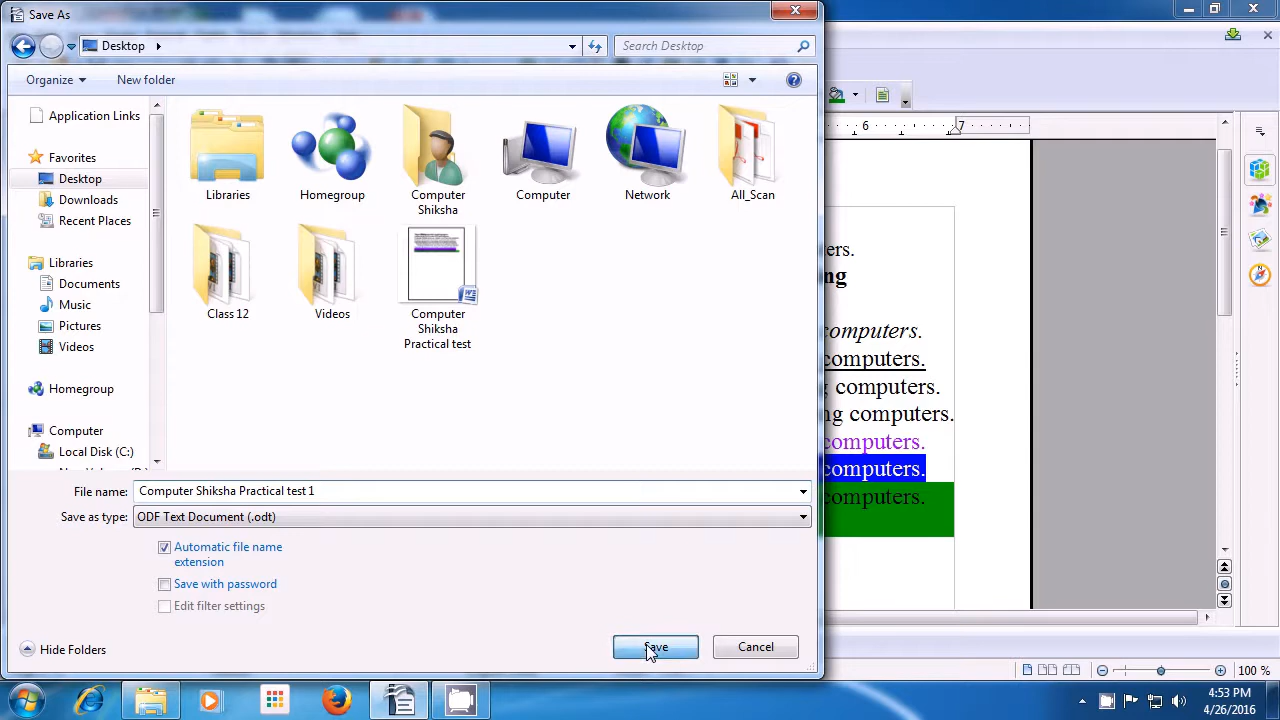 Save As
Desktop
Search Desktop
Organize
New folder
Application Links
Favorites
Desktop
Downloads
Recent Places
Libraries
Documents
Music
Pictures
Videos
Homegroup
Computer
Local Disk (C:)
Libraries
Homegroup
Computer
Shiksha
Computer
Network
All_Scan
Class 12
Videos
Computer
Shiksha
Practical test
File name:
Computer Shiksha Practical test 1
Save as type:
ODF Text Document (.odt)
Automatic file name
extension
Save with password
Edit filter settings
Hide Folders
Save
Cancel
6
7
ers.
ng
computers.
computers.
g computers.
ng computers.
computers.
computers.
computers.
100 %
4:53 PM
4/26/2016